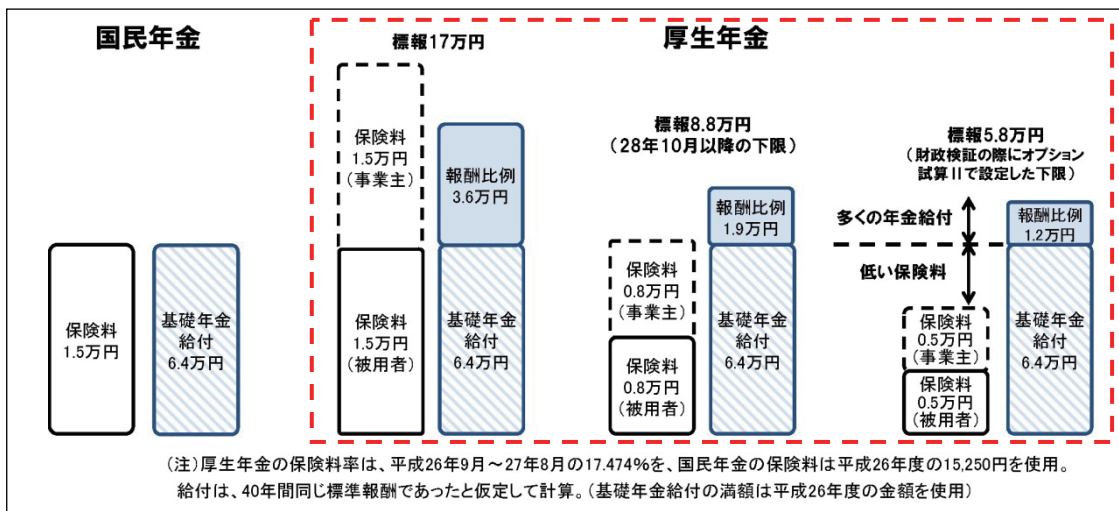 国民年金
保険料
1.5万円
基礎年金
給付
6.4万円
厚生年金
標報17万円
保険料
1.5万円
(事業主)
保険料
1.5万円
(被用者)
報酬比例
3.6万円
基礎年金
給付
6.4万円
標報8.8万円
(28年10月以降の下限)
保険料
0.8万円
(事業主)
保険料
0.8万円
(被用者)
報酬比例
1.9万円
基礎年金
給付
6.4万円
標報5.8万円
(財政検証の際にオプション
試算Ⅱで設定した下限)
多くの年金給付
低い保険料
保険料
0.5万円
(事業主)
保険料
0.5万円
(被用者)
報酬比例
1.2万円
基礎年金
給付
6.4万円
(注)厚生年金の保険料率は、平成26年9月~27年8月の17.474%を、国民年金の保険料は平成26年度の15,250円を使用。
給付は、40年間同じ標準報酬であったと仮定して計算。(基礎年金給付の満額は平成26年度の金額を使用)